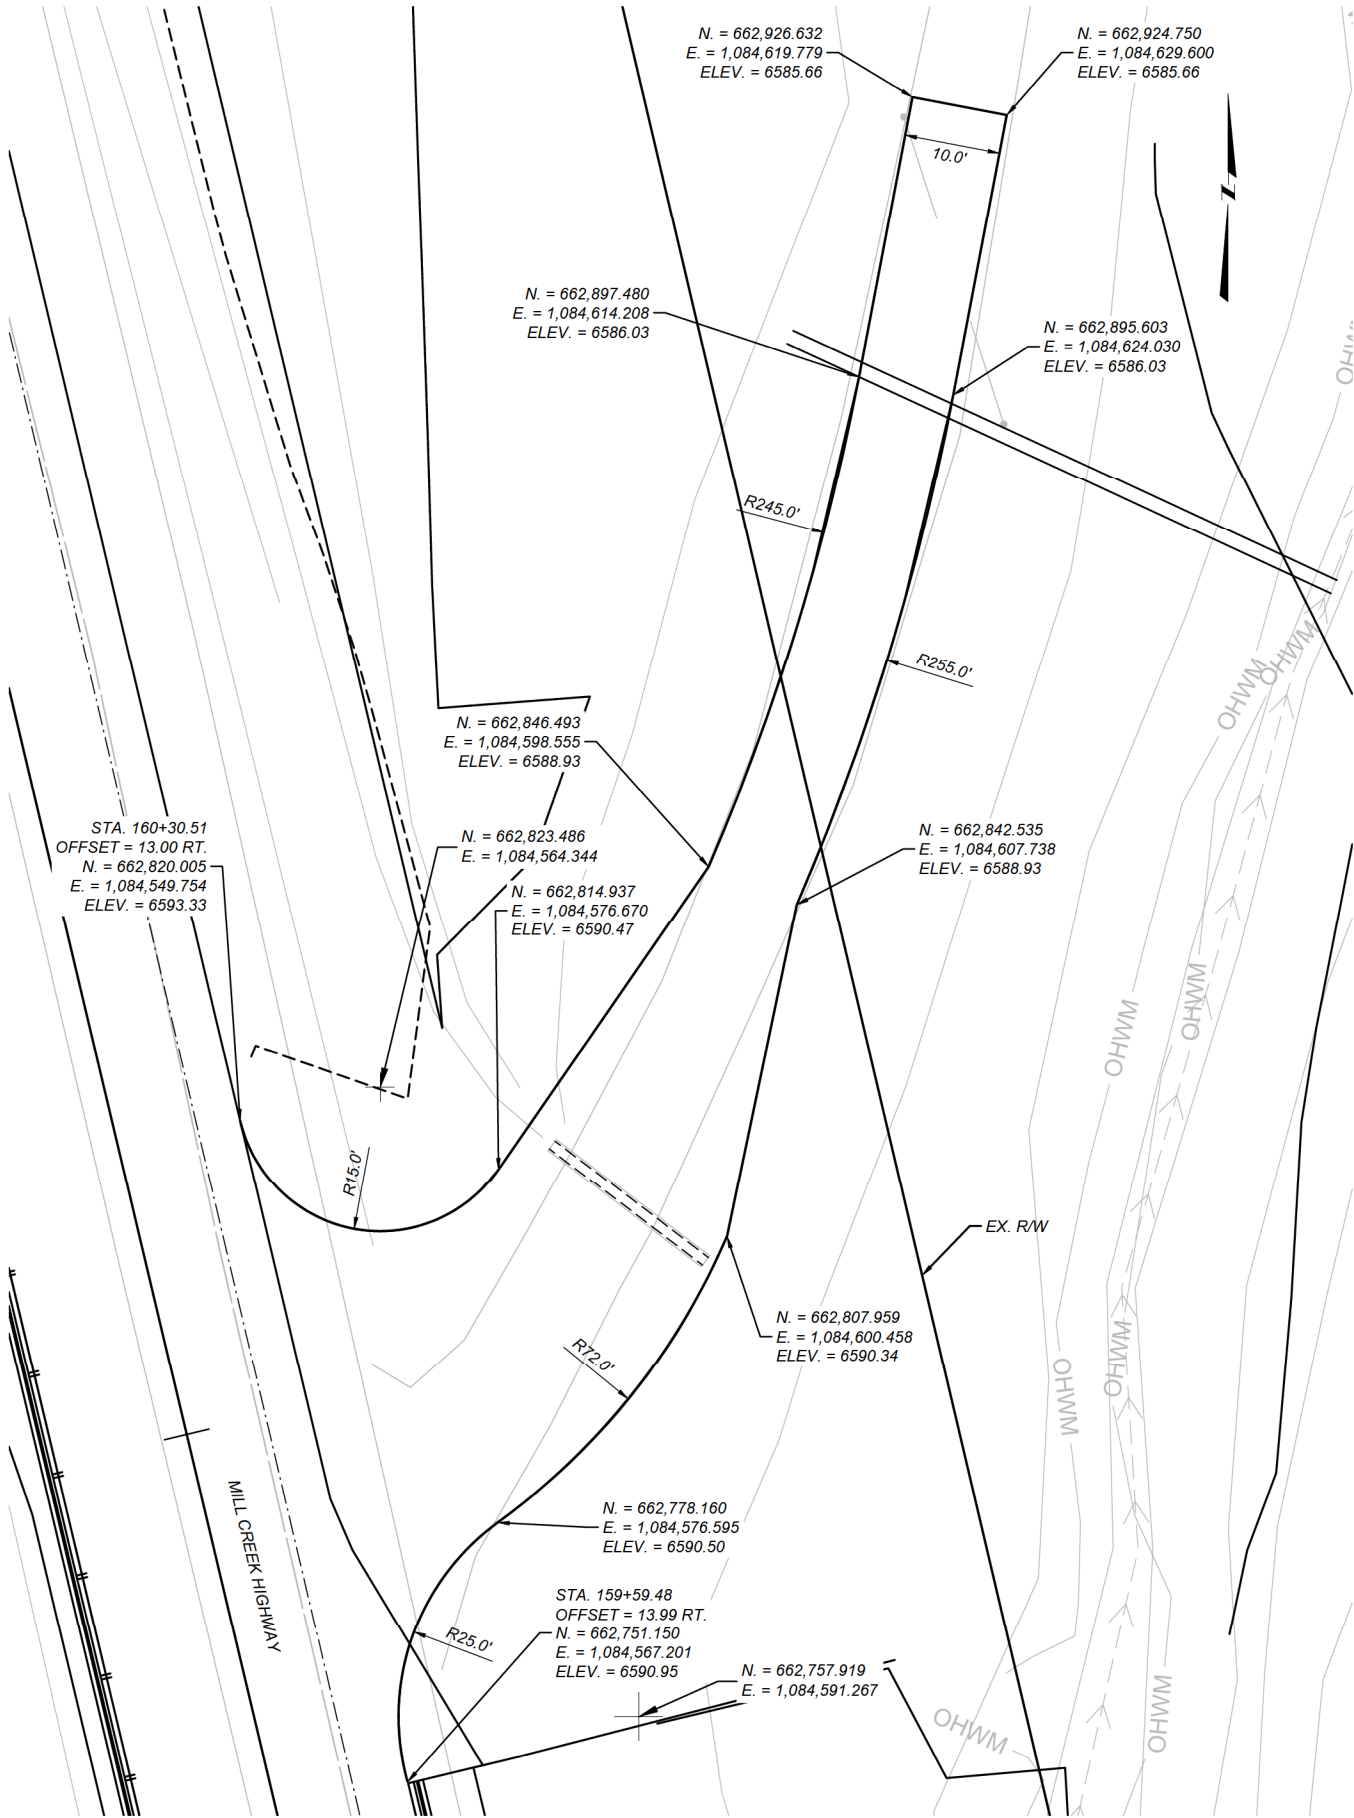 N. = 662,926.632
E. = 1,084,619.779
ELEV. = 6585.66
N. = 662,924.750
E. = 1,084,629.600
ELEV. = 6585.66
10.0'
N
N. = 662,897.480
E. = 1,084,614.208
ELEV. = 6586.03
N. = 662,895.603
E. = 1,084,624.030
ELEV. = 6586.03
R245.0'
R255.0'
OHWM
OHWM
N. = 662,846.493
E. = 1,084,598.555
ELEV. = 6588.93
STA. 160+30.51
OFFSET = 13.00 RT.
N. = 662,820.005
E. = 1,084,549.754
ELEV. = 6593.33
N. = 662,823.486
E. = 1,084,564.344
N. = 662,814.937
E. = 1,084,576.670
ELEV. = 6590.47
N. = 662,842.535
E. = 1,084,607.738
ELEV. = 6588.93
OHWM
OHWM
R15.0'
EX. R/W
N. = 662,807.959
E. = 1,084,600.458
ELEV. = 6590.34
R72.0'
OHWM
OHWM
MILL CREEK HIGHWAY
N. = 662,778.160
E. = 1,084,576.595
ELEV. = 6590.50
STA. 159+59.48
OFFSET = 13.99 RT.
N. = 662,751.150
E. = 1,084,567.201
ELEV. = 6590.95
R25.0'
N. = 662,757.919
E. = 1,084,591.267
OHWM
OHWM